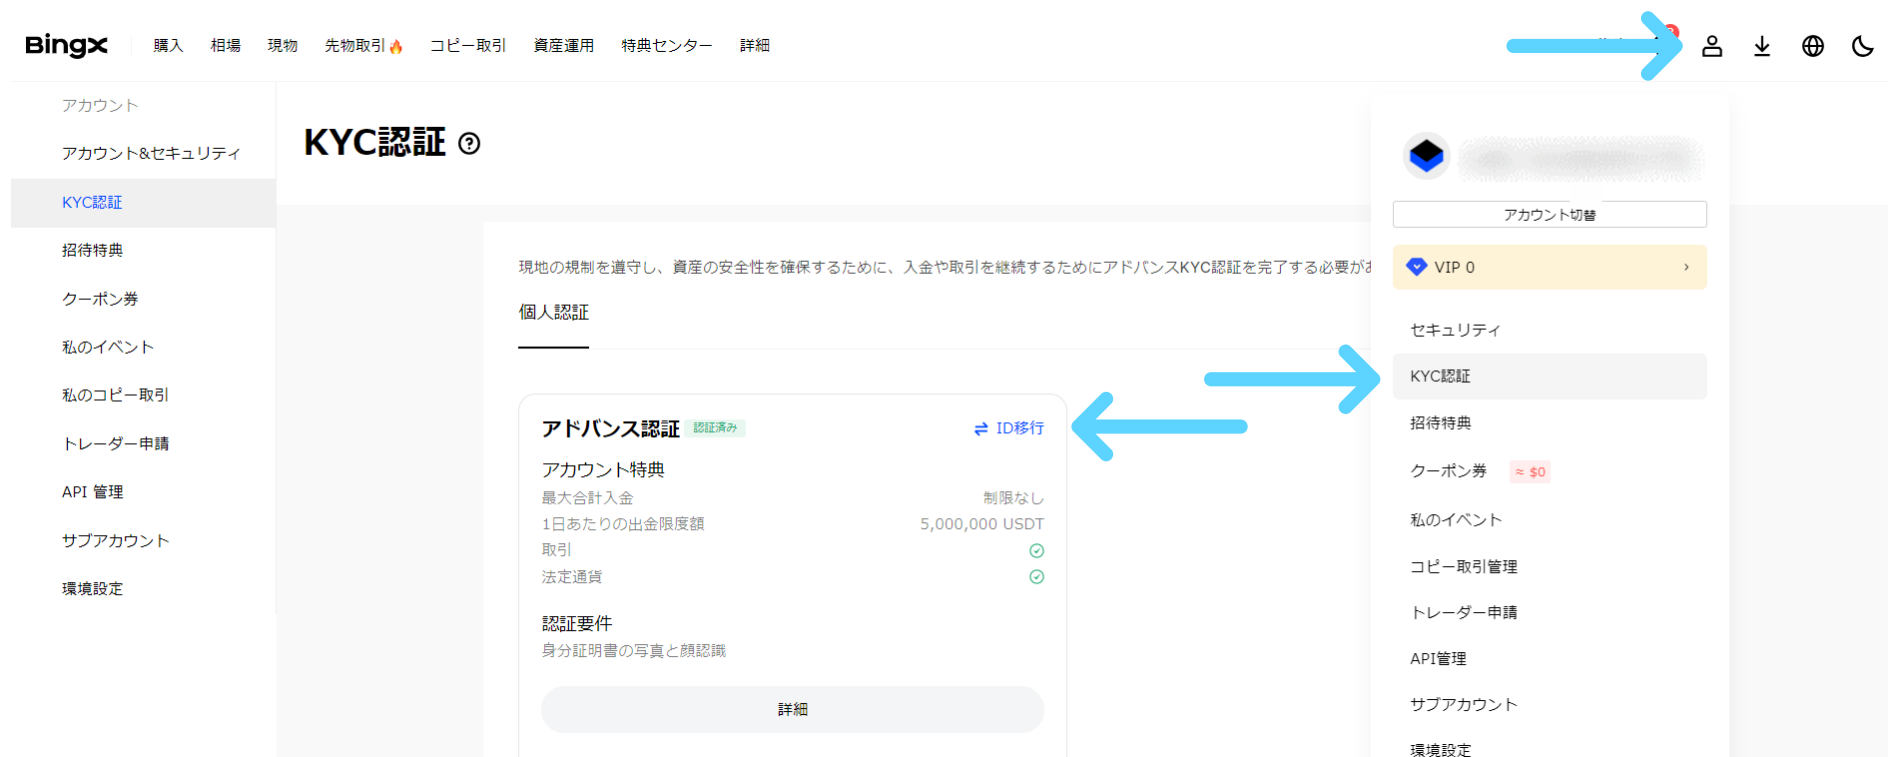 BingX
購入 相場 現物 先物取引 コピー取引 資産運用 特典センター 詳細
アカウント
アカウント&セキュリティ
KYC認証
招待特典
クーポン券
私のイベント
私のコピー取引
トレーダー申請
API 管理
サブアカウント
環境設定
KYC認証
現地の規制を遵守し、資産の安全性を確保するために、入金や取引を継続するためにアドバンスKYC認証を完了する必要が
個人認証
アドバンス認証 認証済み ID移行
アカウント特典
最大合計入金 制限なし
1日あたりの出金限度額 5,000,000 USDT
取引
法定通貨
認証要件
身分証明書の写真と顔認識
詳細
アカウント切替
VIP 0
セキュリティ
KYC認証
招待特典
クーポン券 ≈ $0
私のイベント
コピー取引管理
トレーダー申請
API管理
サブアカウント
環境設定